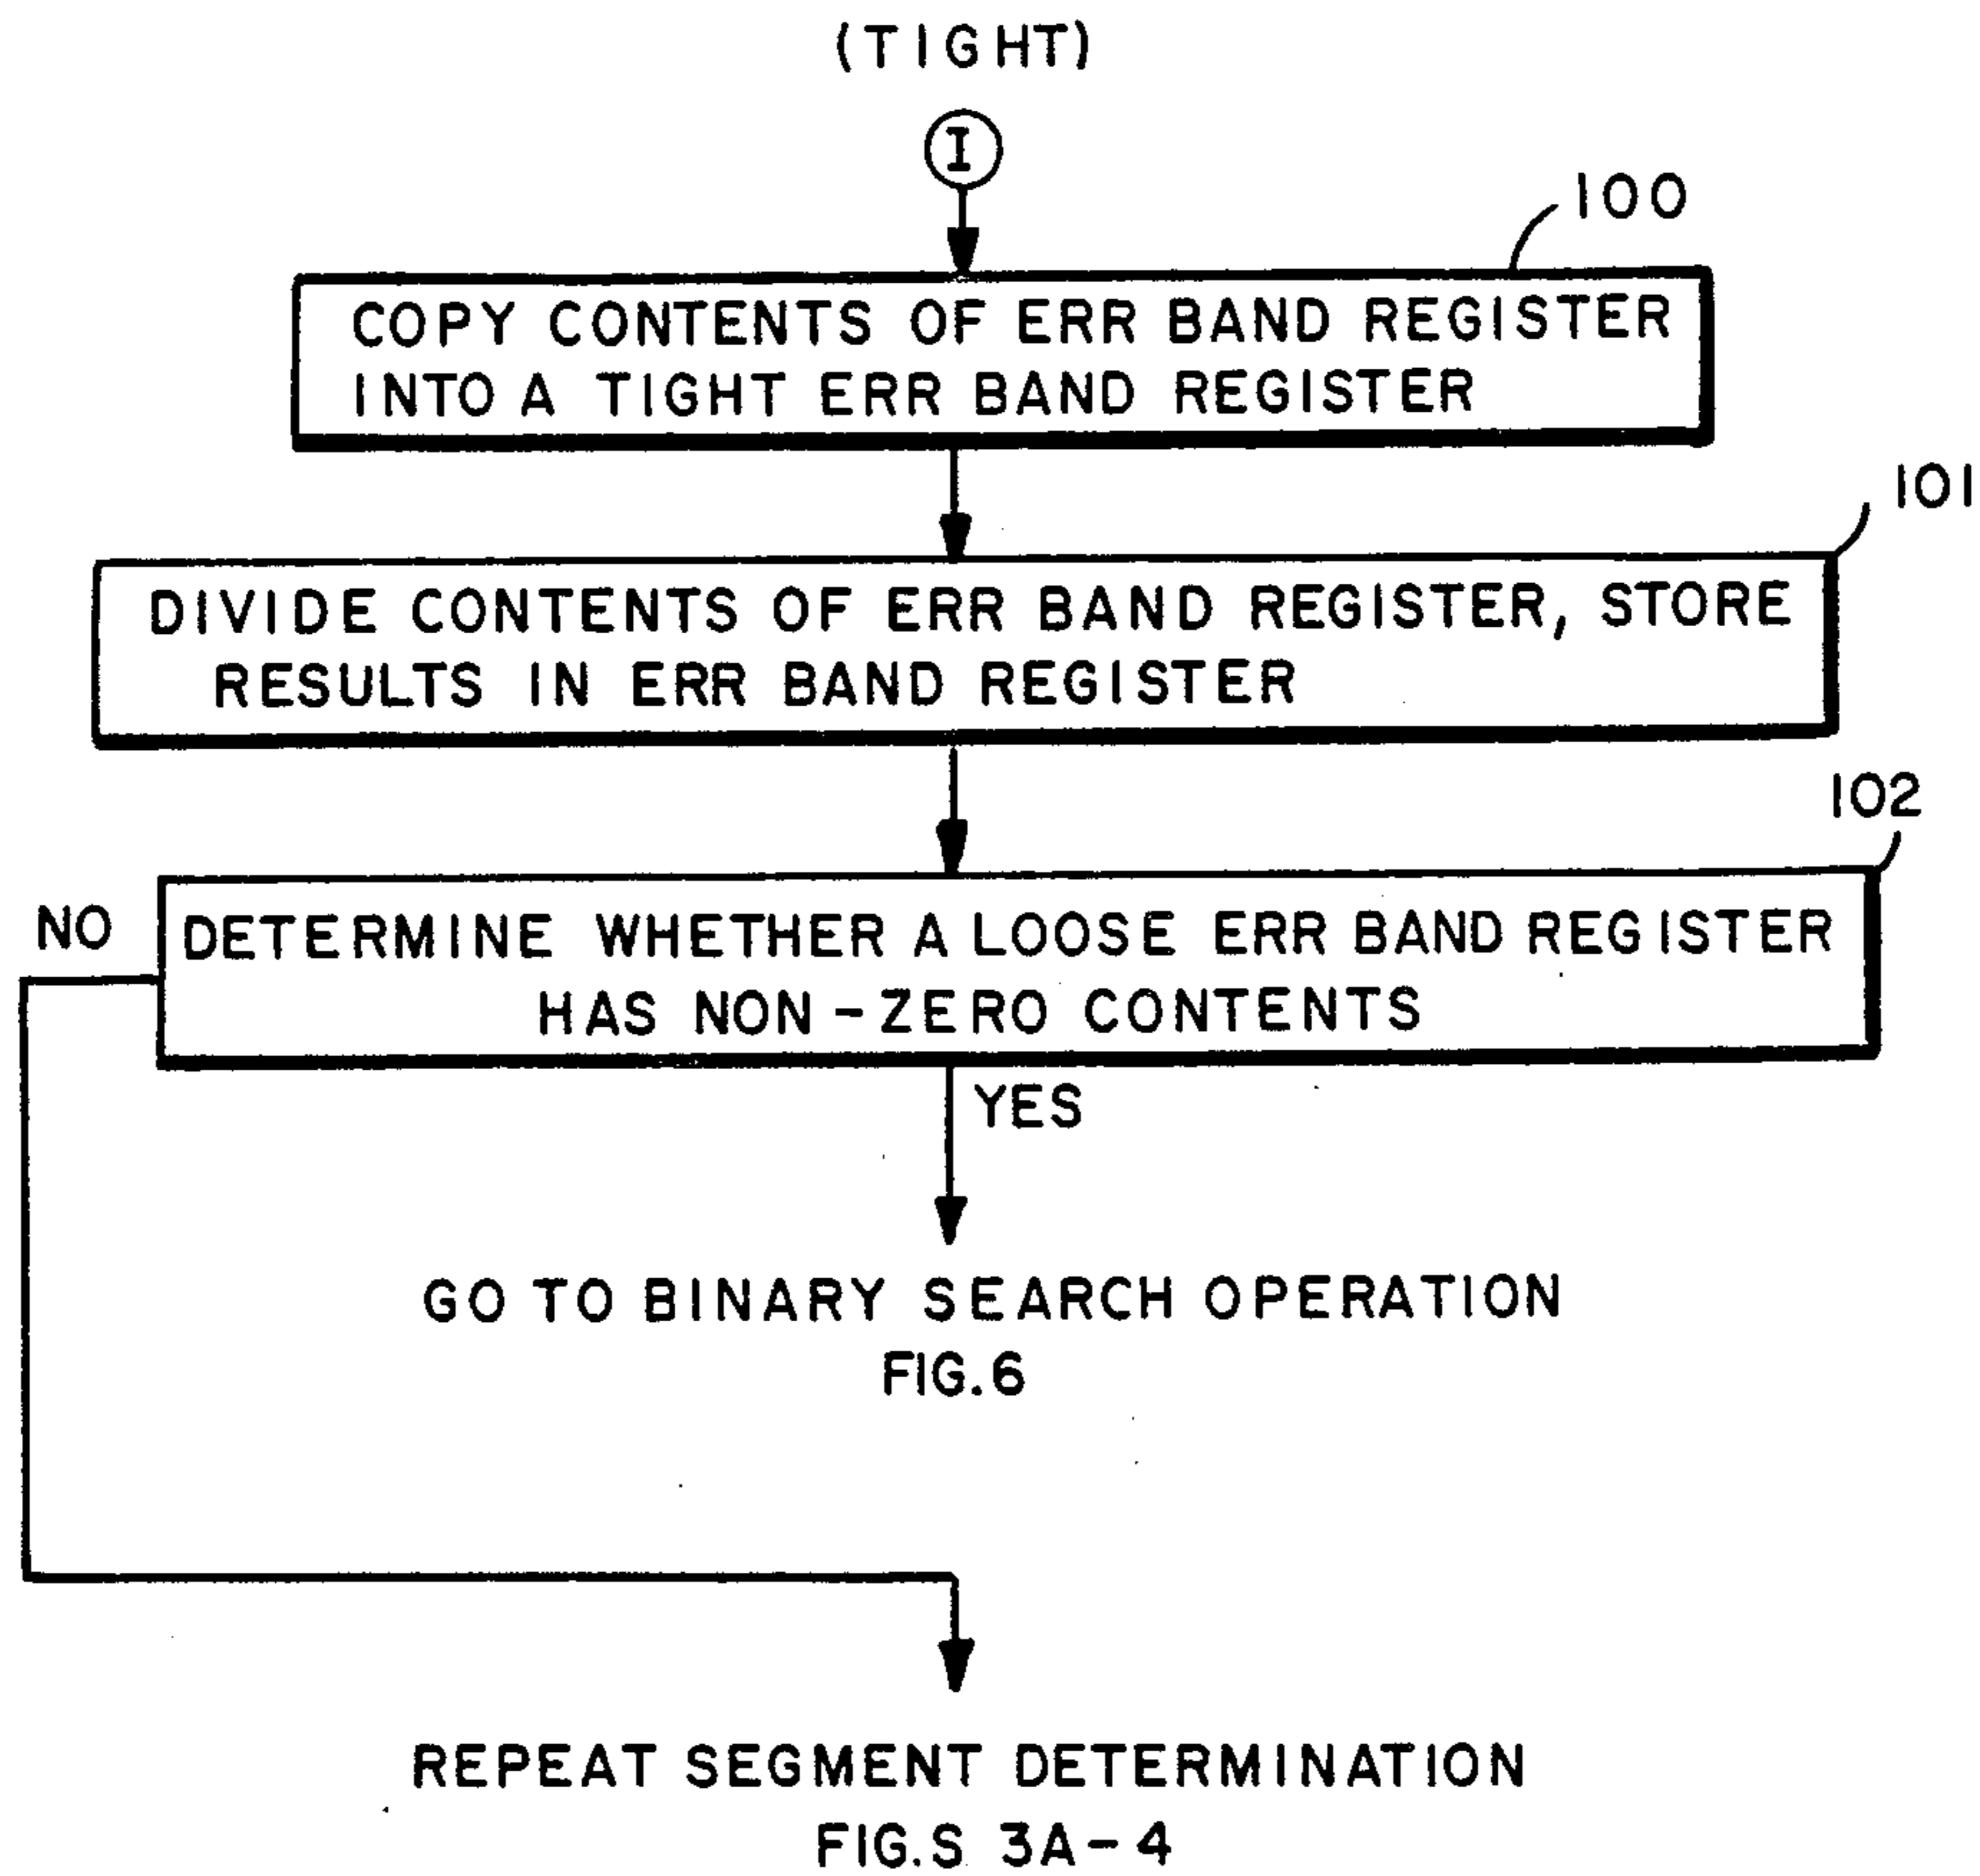 (TIGHT)
I
100
COPY CONTENTS OF ERR BAND REGISTER
INTO A TIGHT ERR BAND REGISTER
101
DIVIDE CONTENTS OF ERR BAND REGISTER, STORE
RESULTS IN ERR BAND REGISTER
102
NO
DETERMINE WHETHER A LOOSE ERR BAND REGISTER
HAS NON-ZERO CONTENTS
YES
GO TO BINARY SEARCH OPERATION
FIG.6
REPEAT SEGMENT DETERMINATION
FIG.S 3A-4